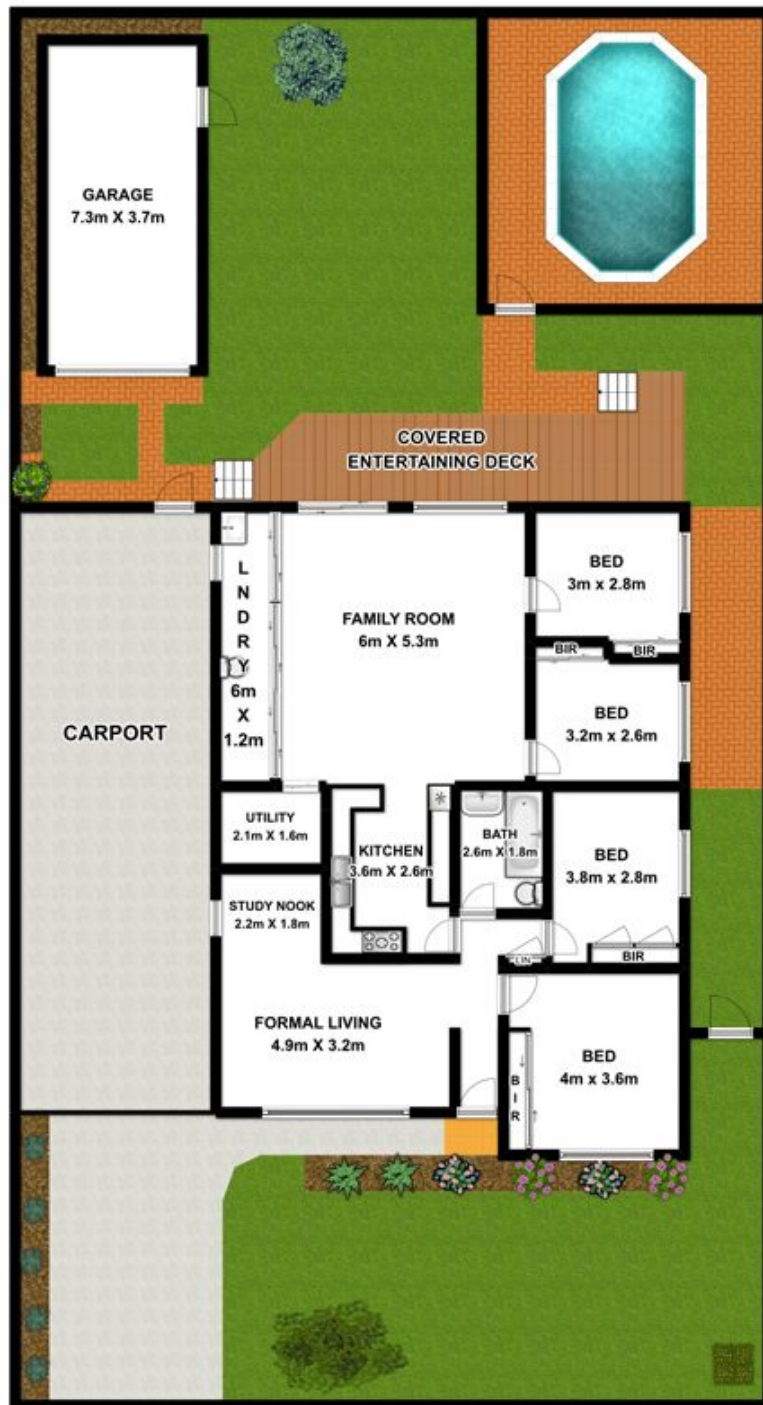 GARAGE
7.3m X 3.7m
COVERED
ENTERTAINING DECK
L
N
D
R
Y
6m
X
1.2m
FAMILY ROOM
6m X 5.3m
BED
3m x 2.8m
BIR
BIR
BED
3.2m x 2.6m
CARPORT
UTILITY
2.1m X 1.6m
KITCHEN
3.6m X 2.6m
BATH
2.6m X 1.8m
BED
3.8m x 2.8m
BIR
STUDY NOOK
2.2m X 1.8m
LIN
FORMAL LIVING
4.9m X 3.2m
BED
4m x 3.6m
B
I
R